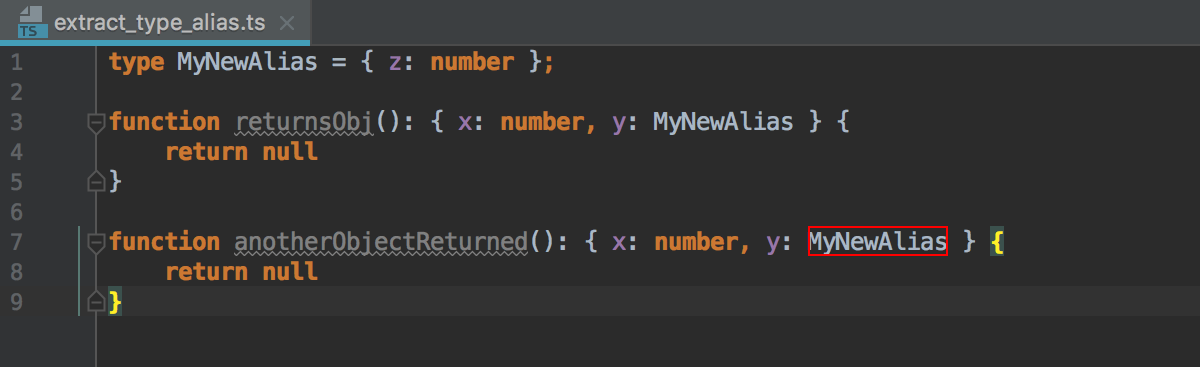 TS extract_type_alias.ts ×
1 type MyNewAlias = { z: number };
2
3 function returnsObj(): { x: number, y: MyNewAlias } {
4 return null
5 }
6
7 function anotherObjectReturned(): { x: number, y: MyNewAlias } {
8 return null
9 }